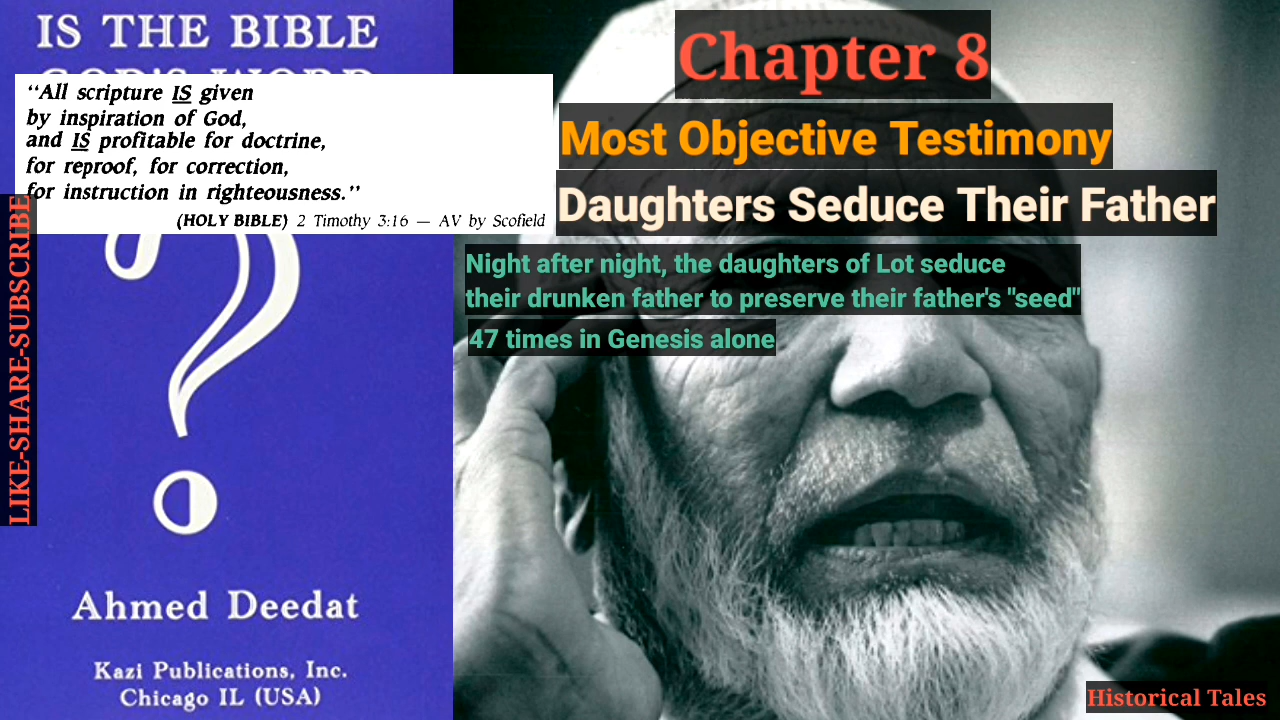 IS THE BIBLE
GOD'S WORD
"All scripture IS given
by inspiration of God,
and IS profitable for doctrine,
for reproof, for correction,
for instruction in righteousness."
(HOLY BIBLE) 2 Timothy 3:16 — AV by Scofield
?
Ahmed Deedat
Kazi Publications, Inc.
Chicago IL (USA)
LIKE-SHARE-SUBSCRIBE
Chapter 8
Most Objective Testimony
Daughters Seduce Their Father
Night after night, the daughters of Lot seduce
their drunken father to preserve their father's "seed"
47 times in Genesis alone
Historical Tales